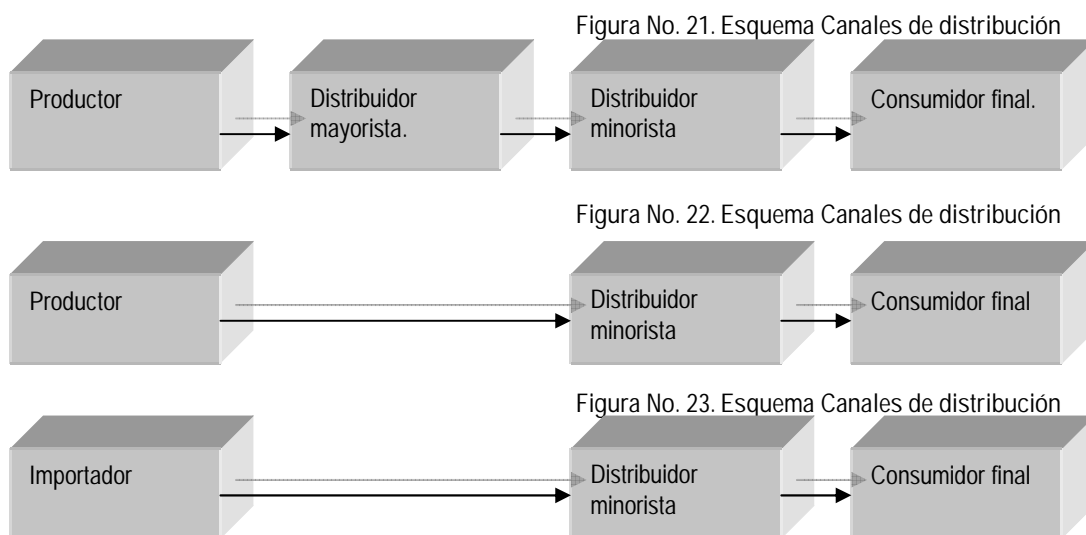 Figura No. 21. Esquema Canales de distribución
Productor
Distribuidor
mayorista.
Distribuidor
minorista
Consumidor final.
Figura No. 22. Esquema Canales de distribución
Productor
Distribuidor
minorista
Consumidor final
Figura No. 23. Esquema Canales de distribución
Importador
Distribuidor
minorista
Consumidor final